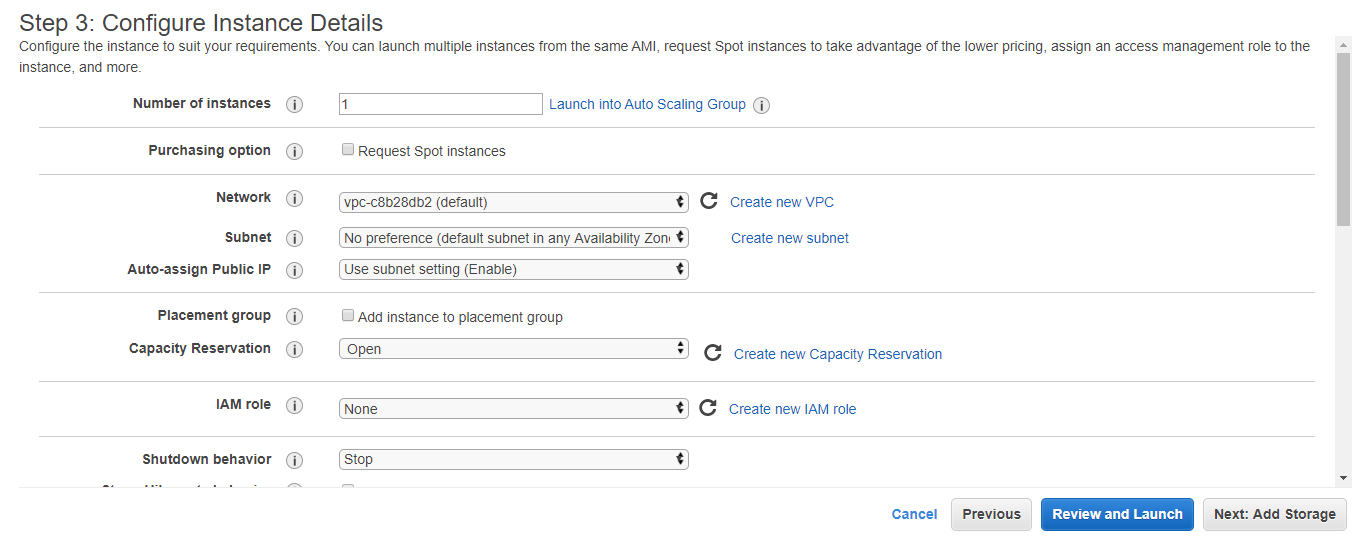 Step 3: Configure Instance Details
Configure the instance to suit your requirements. You can launch multiple instances from the same AMI, request Spot instances to take advantage of the lower pricing, assign an access management role to the
instance, and more.
Number of instances i 1 Launch into Auto Scaling Group i
Purchasing option i Request Spot instances
Network i vpc-c8b28db2 (default) Create new VPC
Subnet i No preference (default subnet in any Availability Zon Create new subnet
Auto-assign Public IP i Use subnet setting (Enable)
Placement group i Add instance to placement group
Capacity Reservation i Open Create new Capacity Reservation
IAM role i None Create new IAM role
Shutdown behavior i Stop
Cancel Previous Review and Launch Next: Add Storage